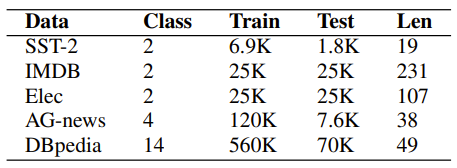 Data Class Train Test Len
SST-2 2 6.9K 1.8K 19
IMDB 2 25K 25K 231
Elec 2 25K 25K 107
AG-news 4 120K 7.6K 38
DBpedia 14 560K 70K 49